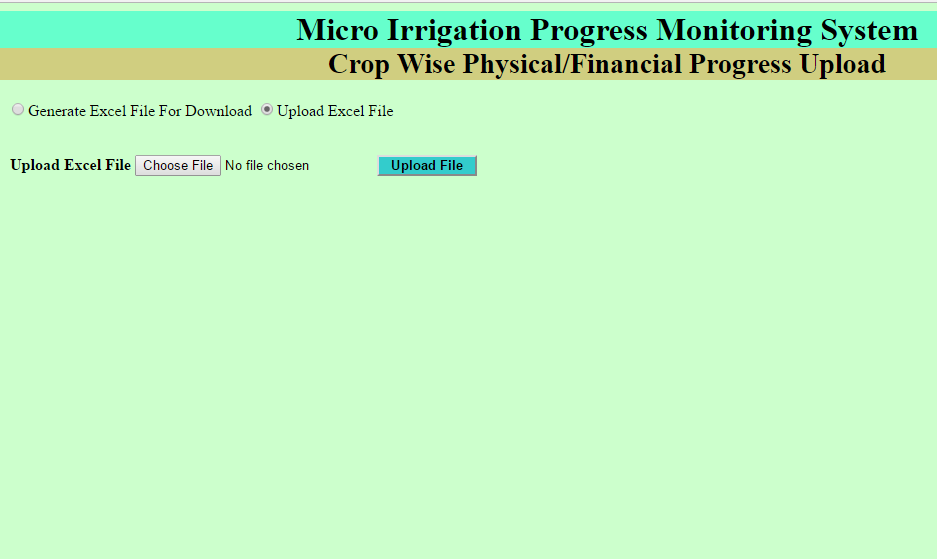 Micro Irrigation Progress Monitoring System
Crop Wise Physical/Financial Progress Upload
Generate Excel File For Download Upload Excel File
Upload Excel File Choose File No file chosen Upload File